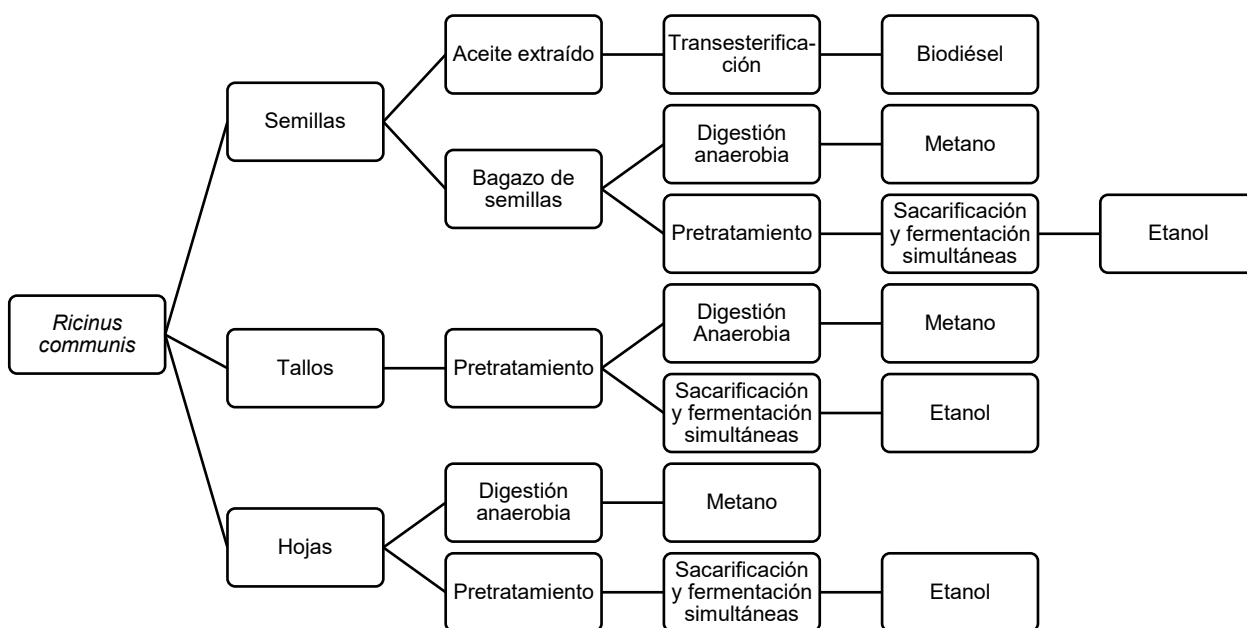 Aceite extraído
Transesterifica-
ción
Biodiésel
Semillas
Digestión
anaerobia
Metano
Bagazo de
semillas
Pretratamiento
Sacarificación
y fermentación
simultáneas
Etanol
Ricinus
communis
Tallos
Pretratamiento
Digestión
Anaerobia
Metano
Sacarificación
y fermentación
simultáneas
Etanol
Hojas
Digestión
anaerobia
Metano
Pretratamiento
Sacarificación
y fermentación
simultáneas
Etanol